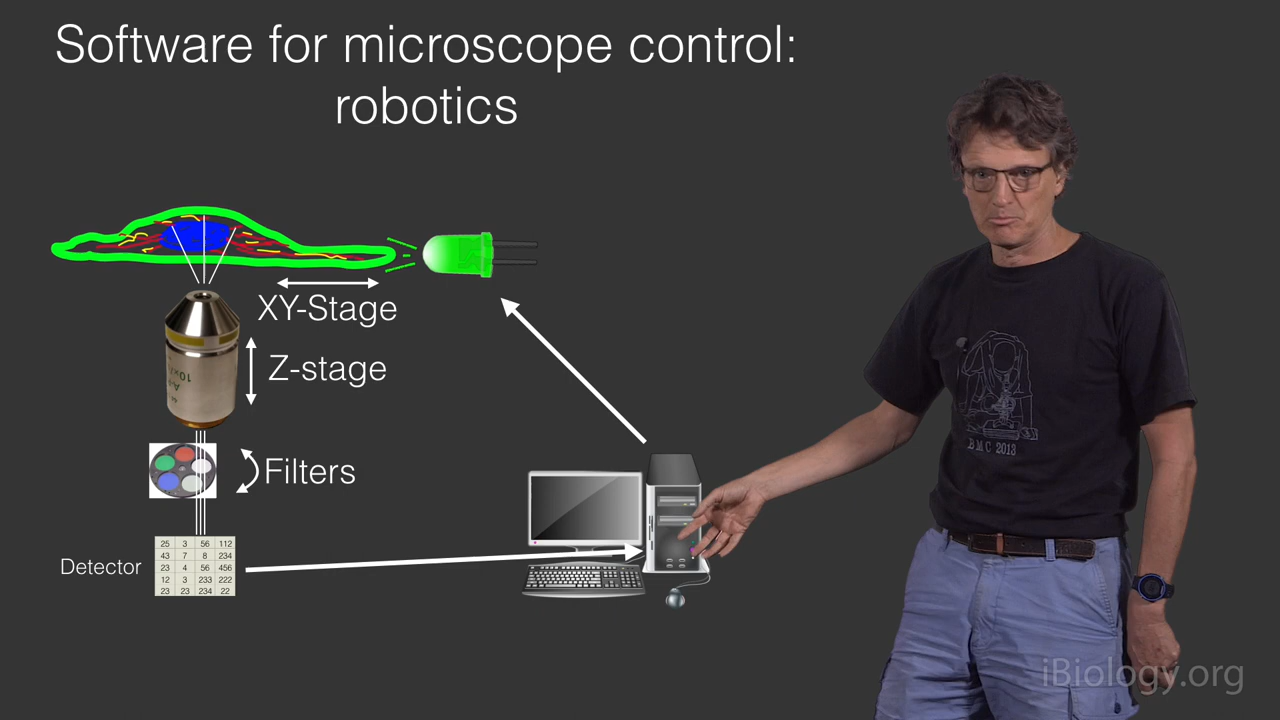 Software for microscope control:
robotics
XY-Stage
Z-stage
Filters
Detector
25 3 56 112
43 7 8 234
23 4 56 456
12 3 233 222
23 23 234 22
BMC 2013
iBiology.org